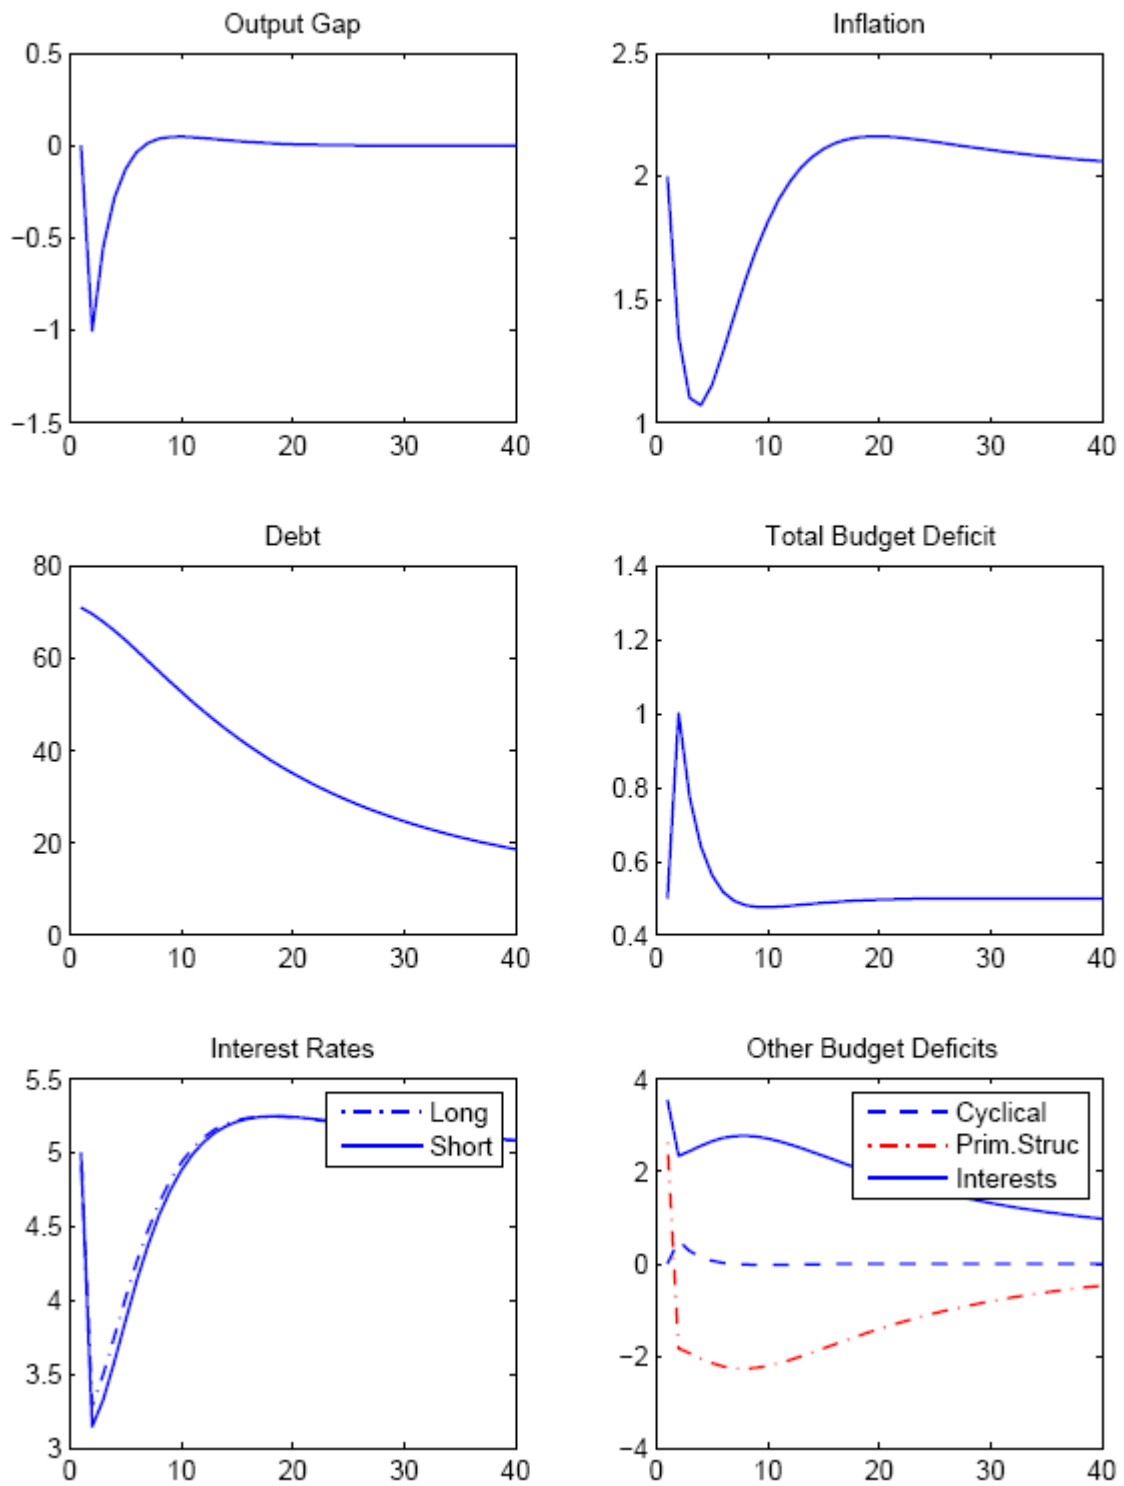 Output Gap
0.5
0
−0.5
−1
−1.5
0 10 20 30 40
Inflation
2.5
2
1.5
1
0 10 20 30 40
Debt
80
60
40
20
0
0 10 20 30 40
Total Budget Deficit
1.4
1.2
1
0.8
0.6
0.4
0 10 20 30 40
Interest Rates
5.5
5
4.5
4
3.5
3
Long
Short
0 10 20 30 40
Other Budget Deficits
4
2
0
−2
−4
Cyclical
Prim.Struc
Interests
0 10 20 30 40